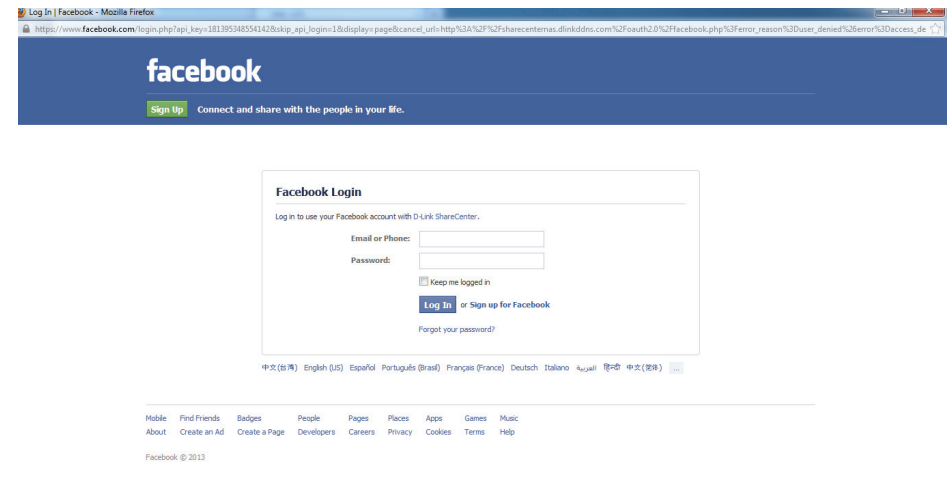 Log In | Facebook - Mozilla Firefox
https://www.facebook.com/login.php?api_key=181395348554142&skip_api_login=1&display=page&cancel_url=http%3A%2F%2Fsharecenternas.dlinkddns.com%2Foauth2.0%2Ffacebook.php%3Ferror_reason%3Duser_denied%26error%3Daccess_de
facebook
Sign Up Connect and share with the people in your life.
Facebook Login
Log in to use your Facebook account with D-Link ShareCenter.
Email or Phone:
Password:
Keep me logged in
Log In or Sign up for Facebook
Forgot your password?
中文(台灣) English (US) Español Português (Brasil) Français (France) Deutsch Italiano العربية हिन्दी 中文(简体) ...
Mobile Find Friends Badges People Pages Places Apps Games Music
About Create an Ad Create a Page Developers Careers Privacy Cookies Terms Help
Facebook © 2013